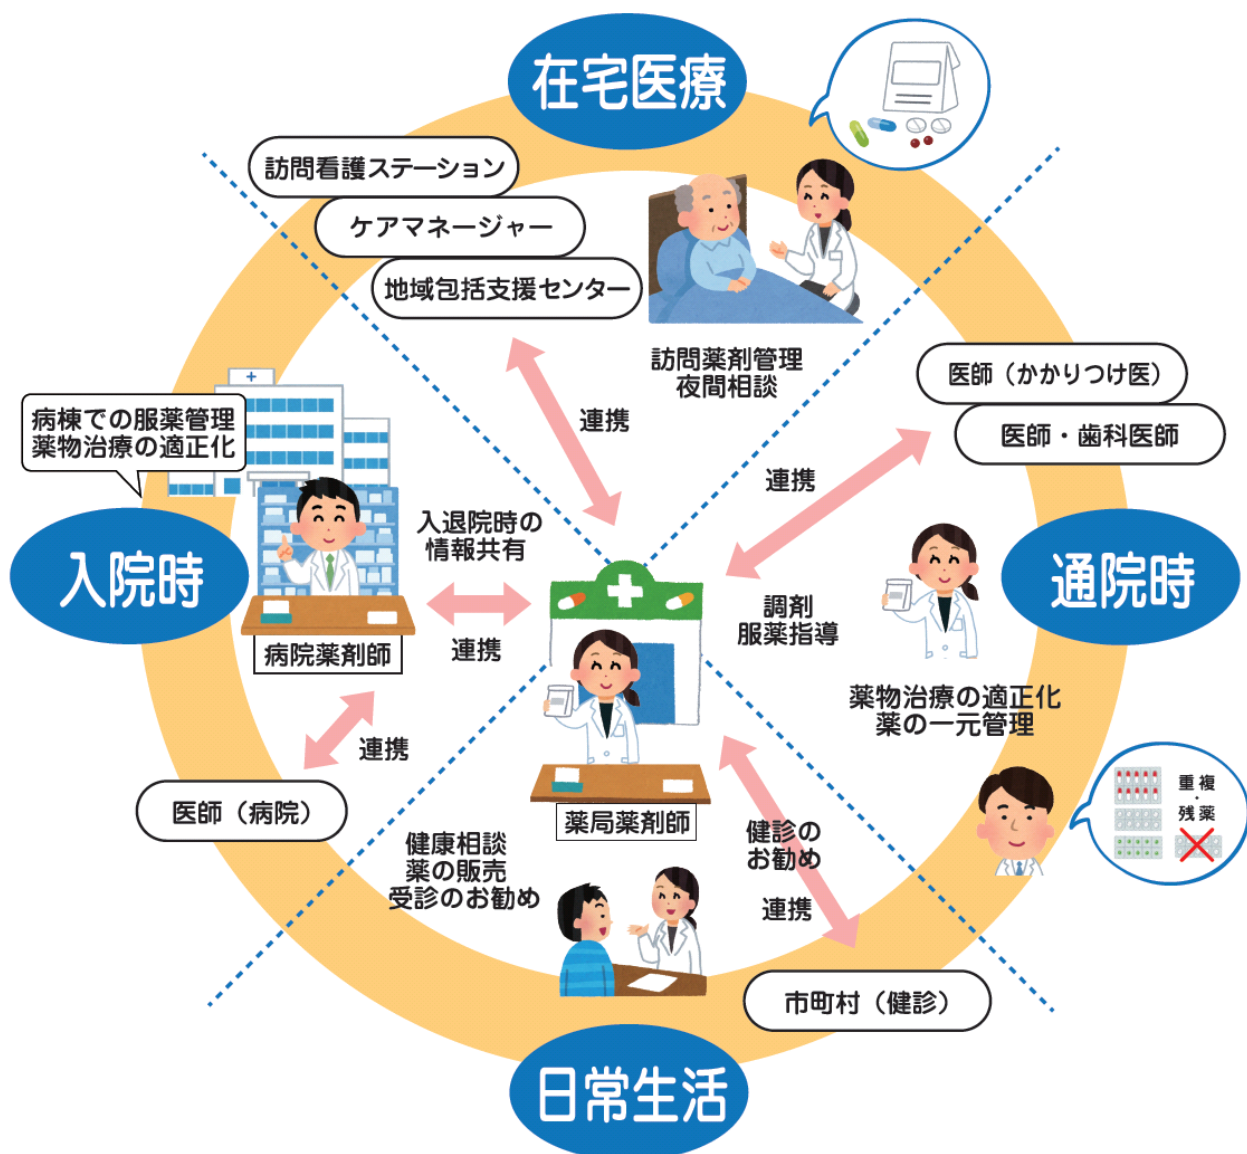 在宅医療
訪問看護ステーション
ケアマネージャー
地域包括支援センター
訪問薬剤管理
夜間相談
連携
医師（かかりつけ医）
医師・歯科医師
連携
病棟での服薬管理
薬物治療の適正化
入院時
入退院時の
情報共有
連携
病院薬剤師
連携
医師（病院）
通院時
調剤
服薬指導
薬物治療の適正化
薬の一元管理
重複
・
残薬
薬局薬剤師
健康相談
薬の販売
受診のお勧め
健診の
お勧め
連携
市町村（健診）
日常生活